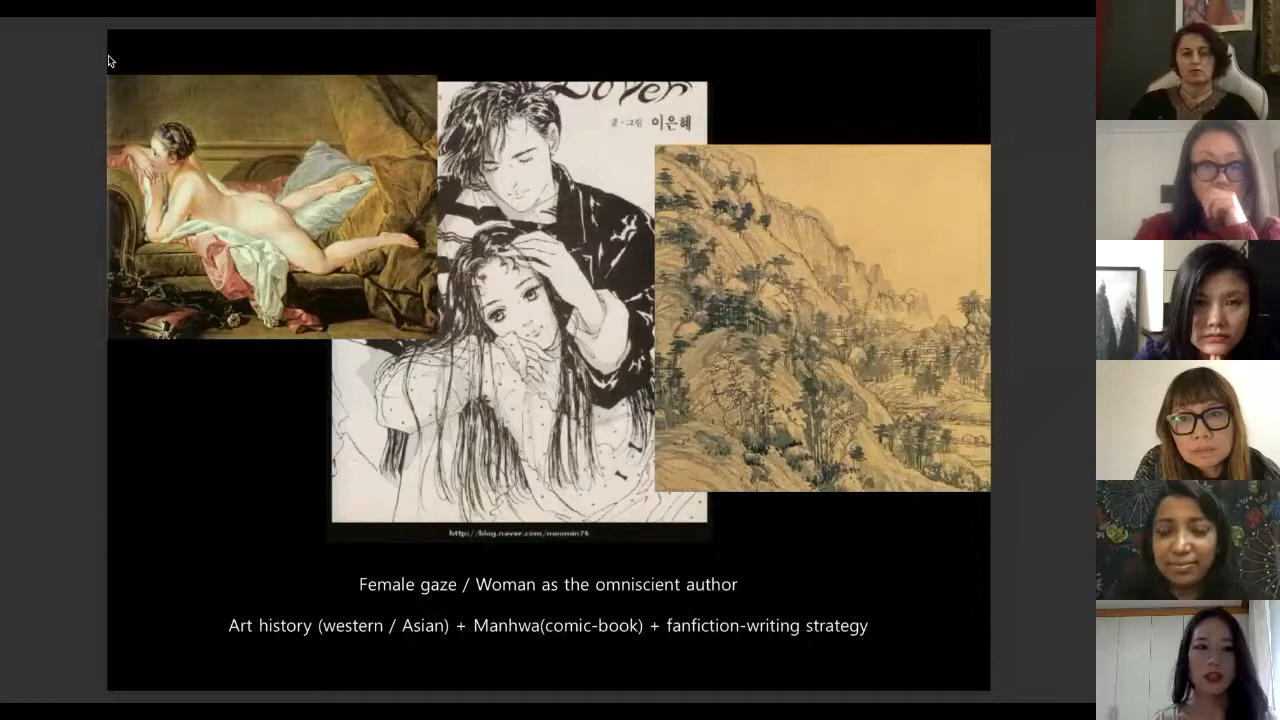 Lover
글·그림 이은혜
http://blog.naver.com/moomin76
Female gaze / Woman as the omniscient author
Art history (western / Asian) + Manhwa(comic-book) + fanfiction-writing strategy